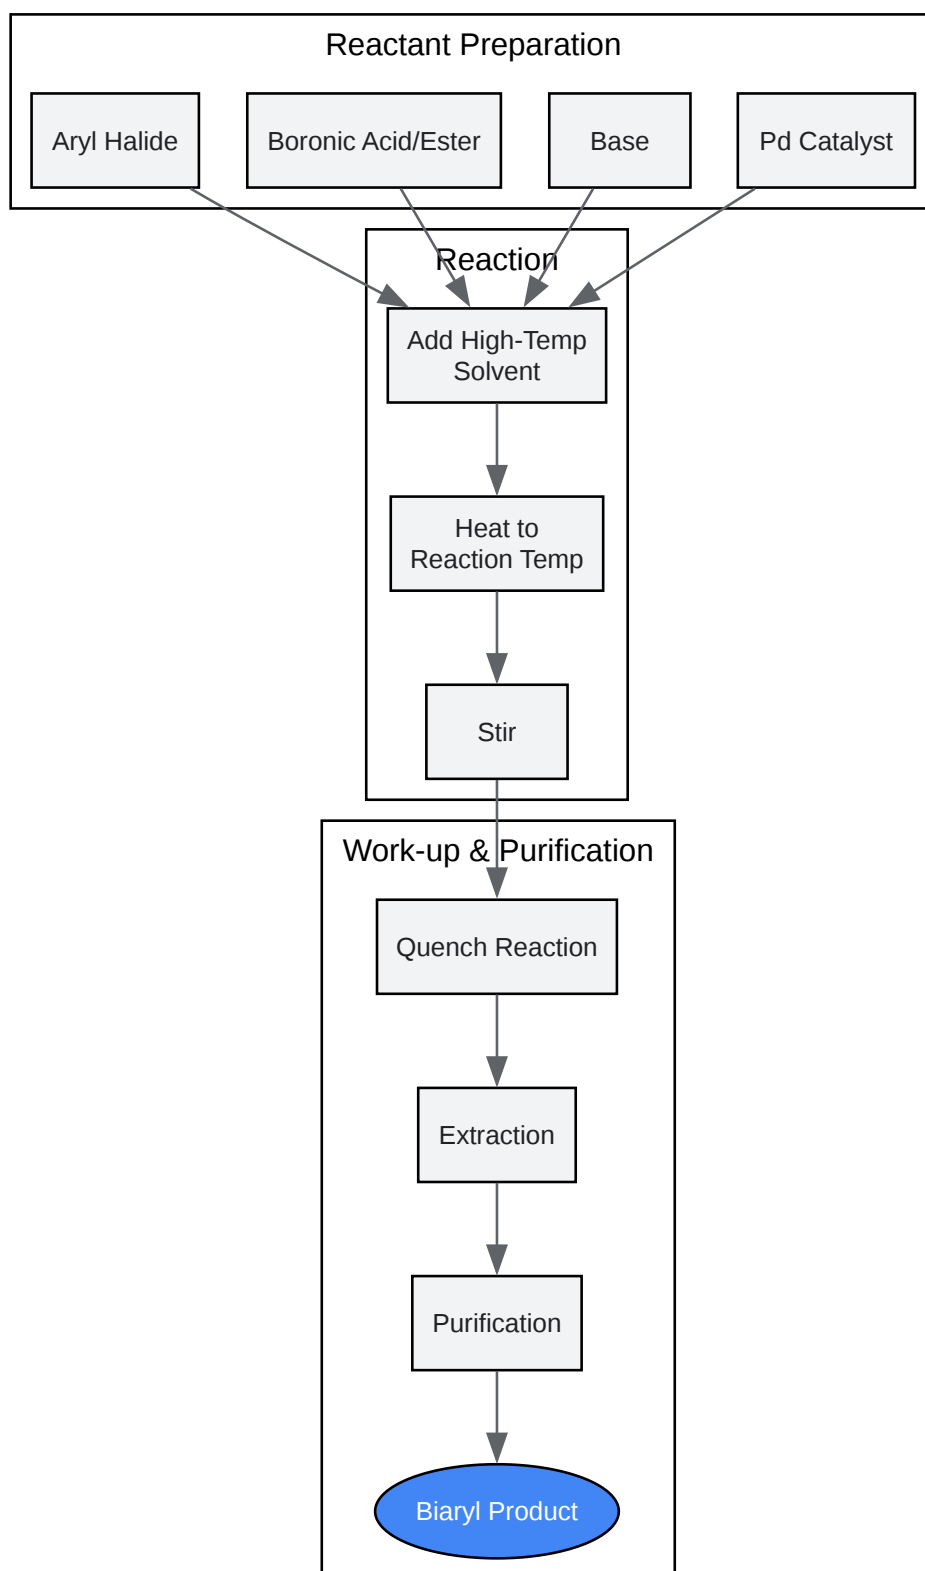 Reactant Preparation
Aryl Halide
Boronic Acid/Ester
Base
Pd Catalyst
Reaction
Add High-Temp
Solvent
Heat to
Reaction Temp
Stir
Work-up & Purification
Quench Reaction
Extraction
Purification
Biaryl Product